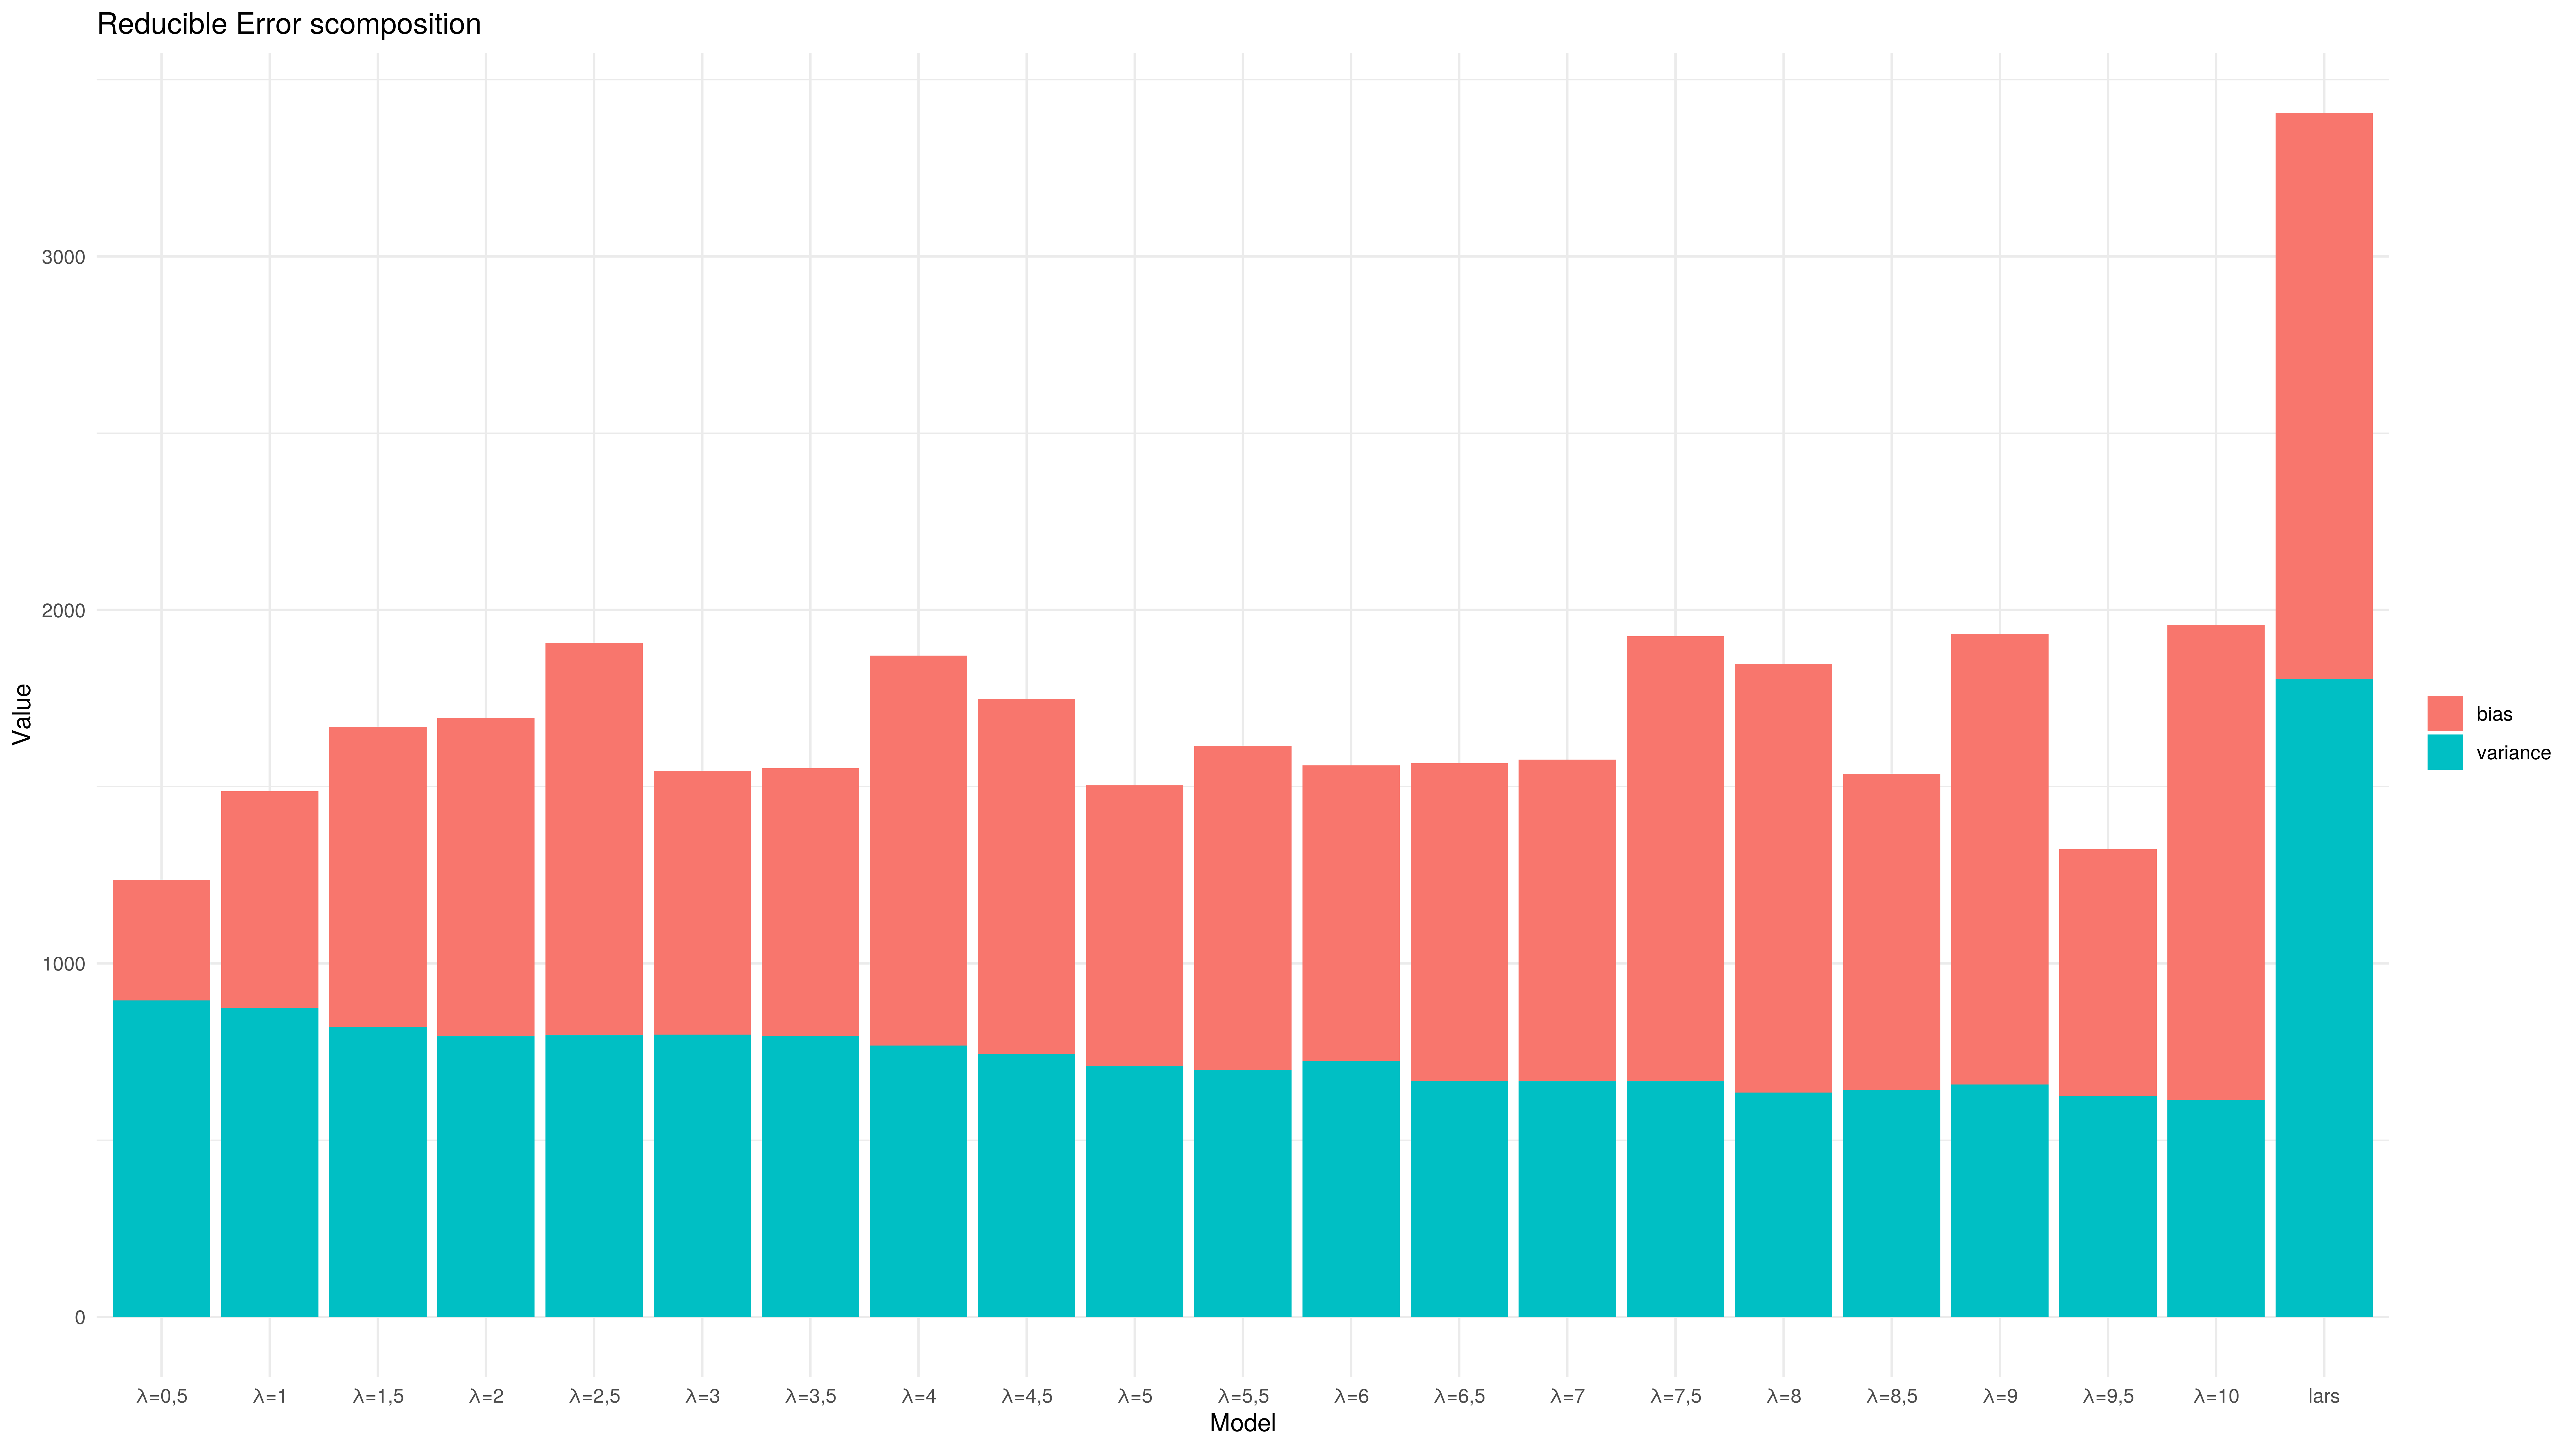 Reducible Error scomposition
3000
2000
1000
0
Value
λ=0,5 λ=1 λ=1,5 λ=2 λ=2,5 λ=3 λ=3,5 λ=4 λ=4,5 λ=5 λ=5,5 λ=6 λ=6,5 λ=7 λ=7,5 λ=8 λ=8,5 λ=9 λ=9,5 λ=10 lars
Model
bias
variance